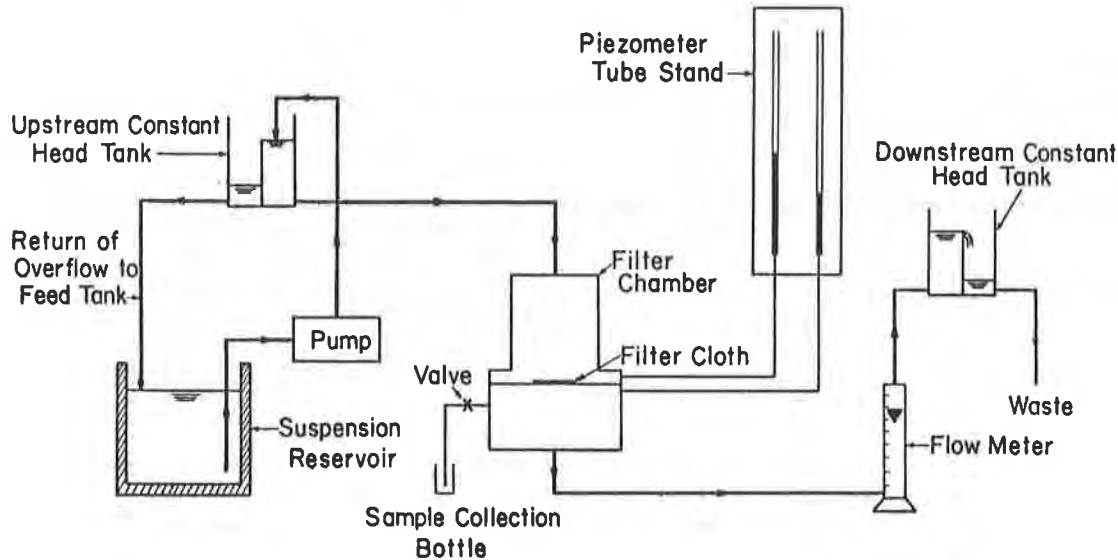 Piezometer
Tube Stand
Upstream Constant
Head Tank
Downstream Constant
Head Tank
Return of
Overflow to
Feed Tank
Filter
Chamber
Pump
Filter Cloth
Valve
Suspension
Reservoir
Waste
Flow Meter
Sample Collection
Bottle